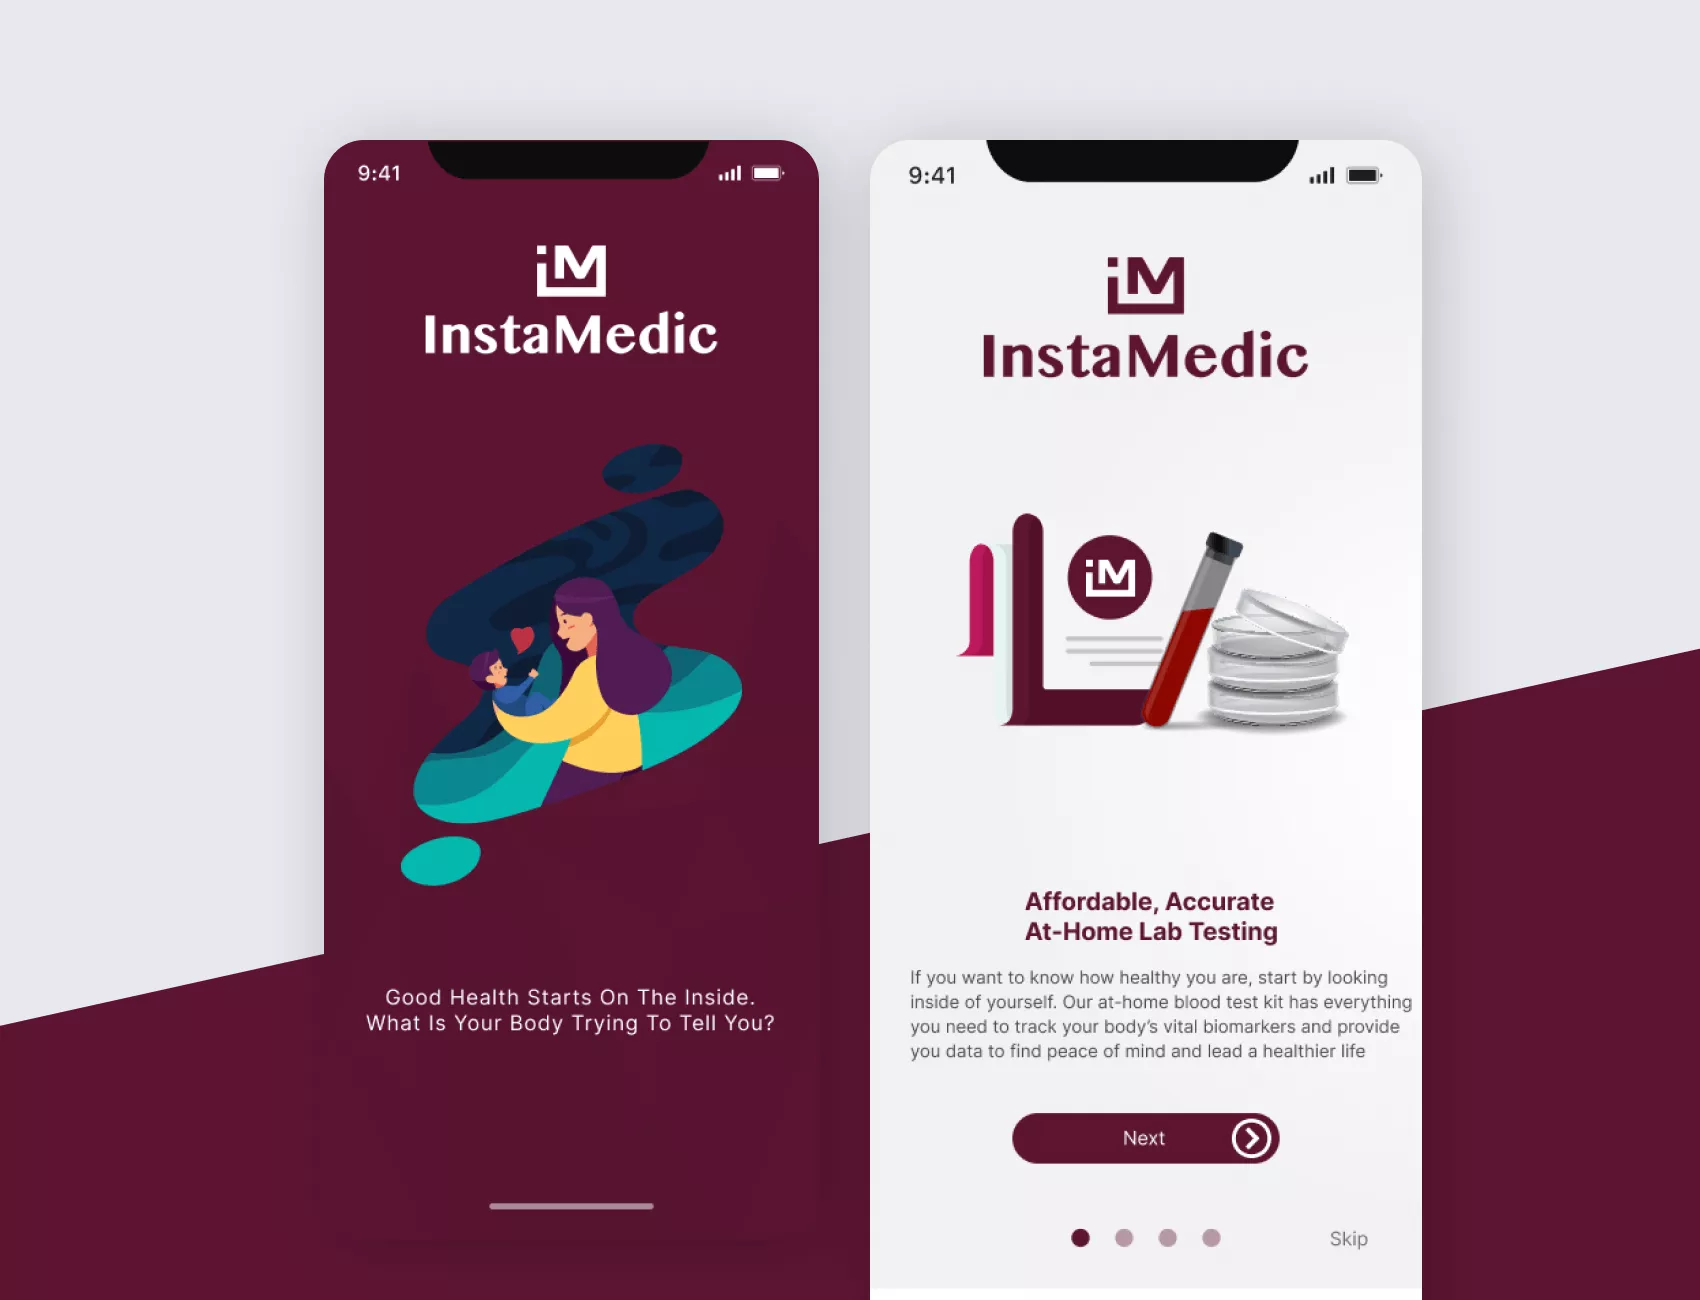 9:41
iM
InstaMedic
Good Health Starts On The Inside.
What Is Your Body Trying To Tell You?
9:41
iM
InstaMedic
iM
Affordable, Accurate
At-Home Lab Testing
If you want to know how healthy you are, start by looking
inside of yourself. Our at-home blood test kit has everything
you need to track your body’s vital biomarkers and provide
you data to find peace of mind and lead a healthier life
Next
Skip